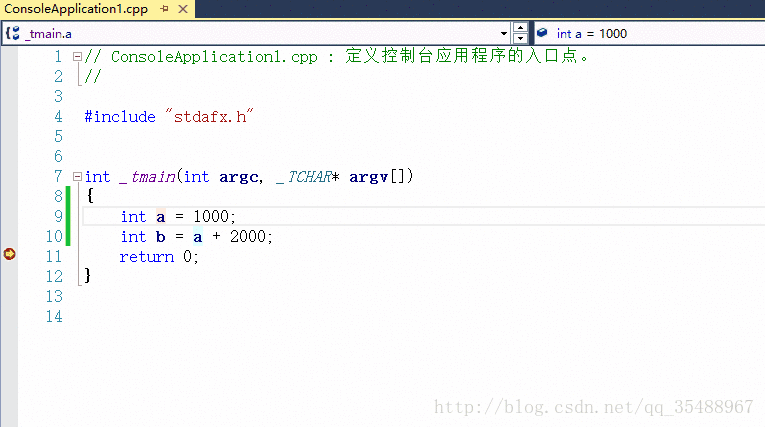 ConsoleApplication1.cpp
_tmain.a
int a = 1000
1 // ConsoleApplication1.cpp : 定义控制台应用程序的入口点。
2 //
3
4 #include "stdafx.h"
5
6
7 int _tmain(int argc, _TCHAR* argv[])
8 {
9 int a = 1000;
10 int b = a + 2000;
11 return 0;
12 }
13
14
http://blog.csdn.net/qq_35488967